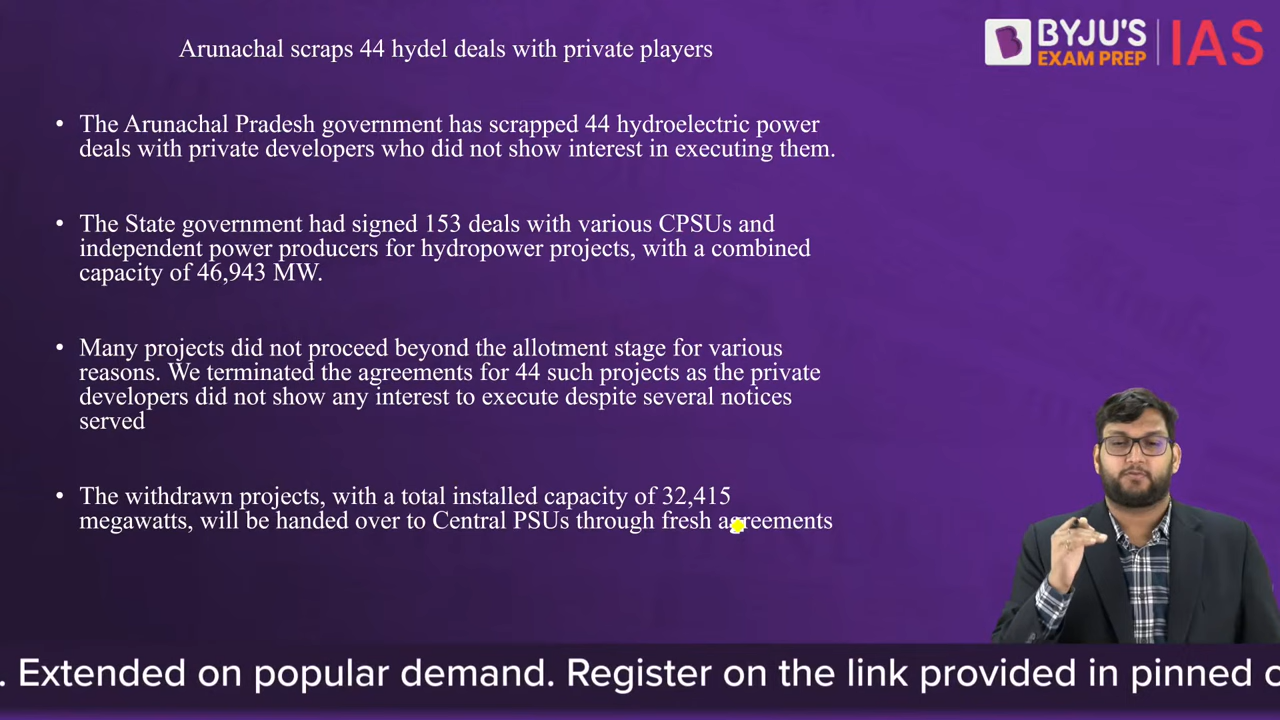 Arunachal scraps 44 hydel deals with private players
BYJU'S
EXAM PREP
IAS
• The Arunachal Pradesh government has scrapped 44 hydroelectric power
deals with private developers who did not show interest in executing them.
• The State government had signed 153 deals with various CPSUs and
independent power producers for hydropower projects, with a combined
capacity of 46,943 MW.
• Many projects did not proceed beyond the allotment stage for various
reasons. We terminated the agreements for 44 such projects as the private
developers did not show any interest to execute despite several notices
served
• The withdrawn projects, with a total installed capacity of 32,415
megawatts, will be handed over to Central PSUs through fresh agreements
. Extended on popular demand. Register on the link provided in pinned